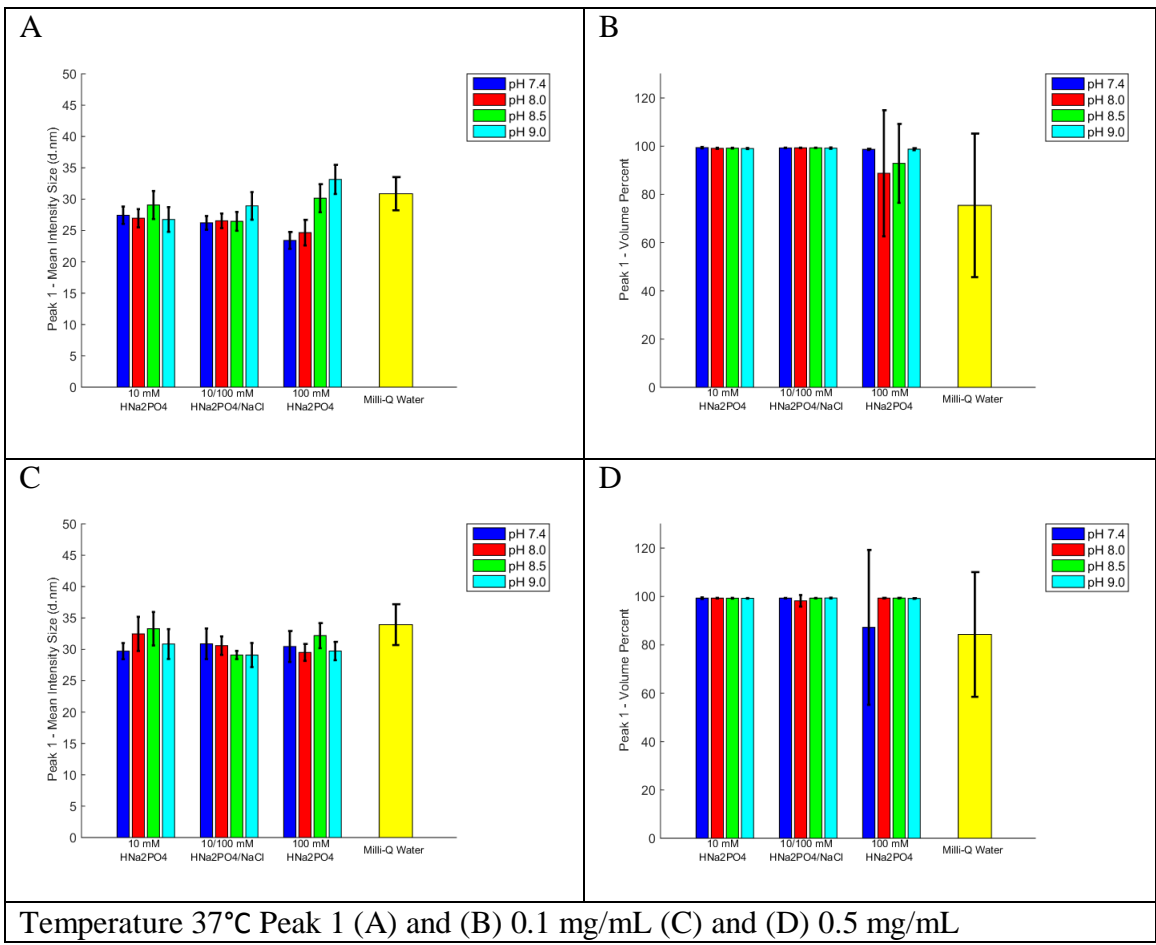 A
Peak 1 - Mean Intensity Size (d.nm)
50
45
40
35
30
25
20
15
10
5
0
pH 7.4
pH 8.0
pH 8.5
pH 9.0
10 mM
HNa2PO4
10/100 mM
HNa2PO4/NaCl
100 mM
HNa2PO4
Milli-Q Water
B
Peak 1 - Volume Percent
120
100
80
60
40
20
0
pH 7.4
pH 8.0
pH 8.5
pH 9.0
10 mM
HNa2PO4
10/100 mM
HNa2PO4/NaCl
100 mM
HNa2PO4
Milli-Q Water
C
Peak 1 - Mean Intensity Size (d.nm)
50
45
40
35
30
25
20
15
10
5
0
pH 7.4
pH 8.0
pH 8.5
pH 9.0
10 mM
HNa2PO4
10/100 mM
HNa2PO4/NaCl
100 mM
HNa2PO4
Milli-Q Water
D
Peak 1 - Volume Percent
120
100
80
60
40
20
0
pH 7.4
pH 8.0
pH 8.5
pH 9.0
10 mM
HNa2PO4
10/100 mM
HNa2PO4/NaCl
100 mM
HNa2PO4
Milli-Q Water
Temperature 37°C Peak 1 (A) and (B) 0.1 mg/mL (C) and (D) 0.5 mg/mL